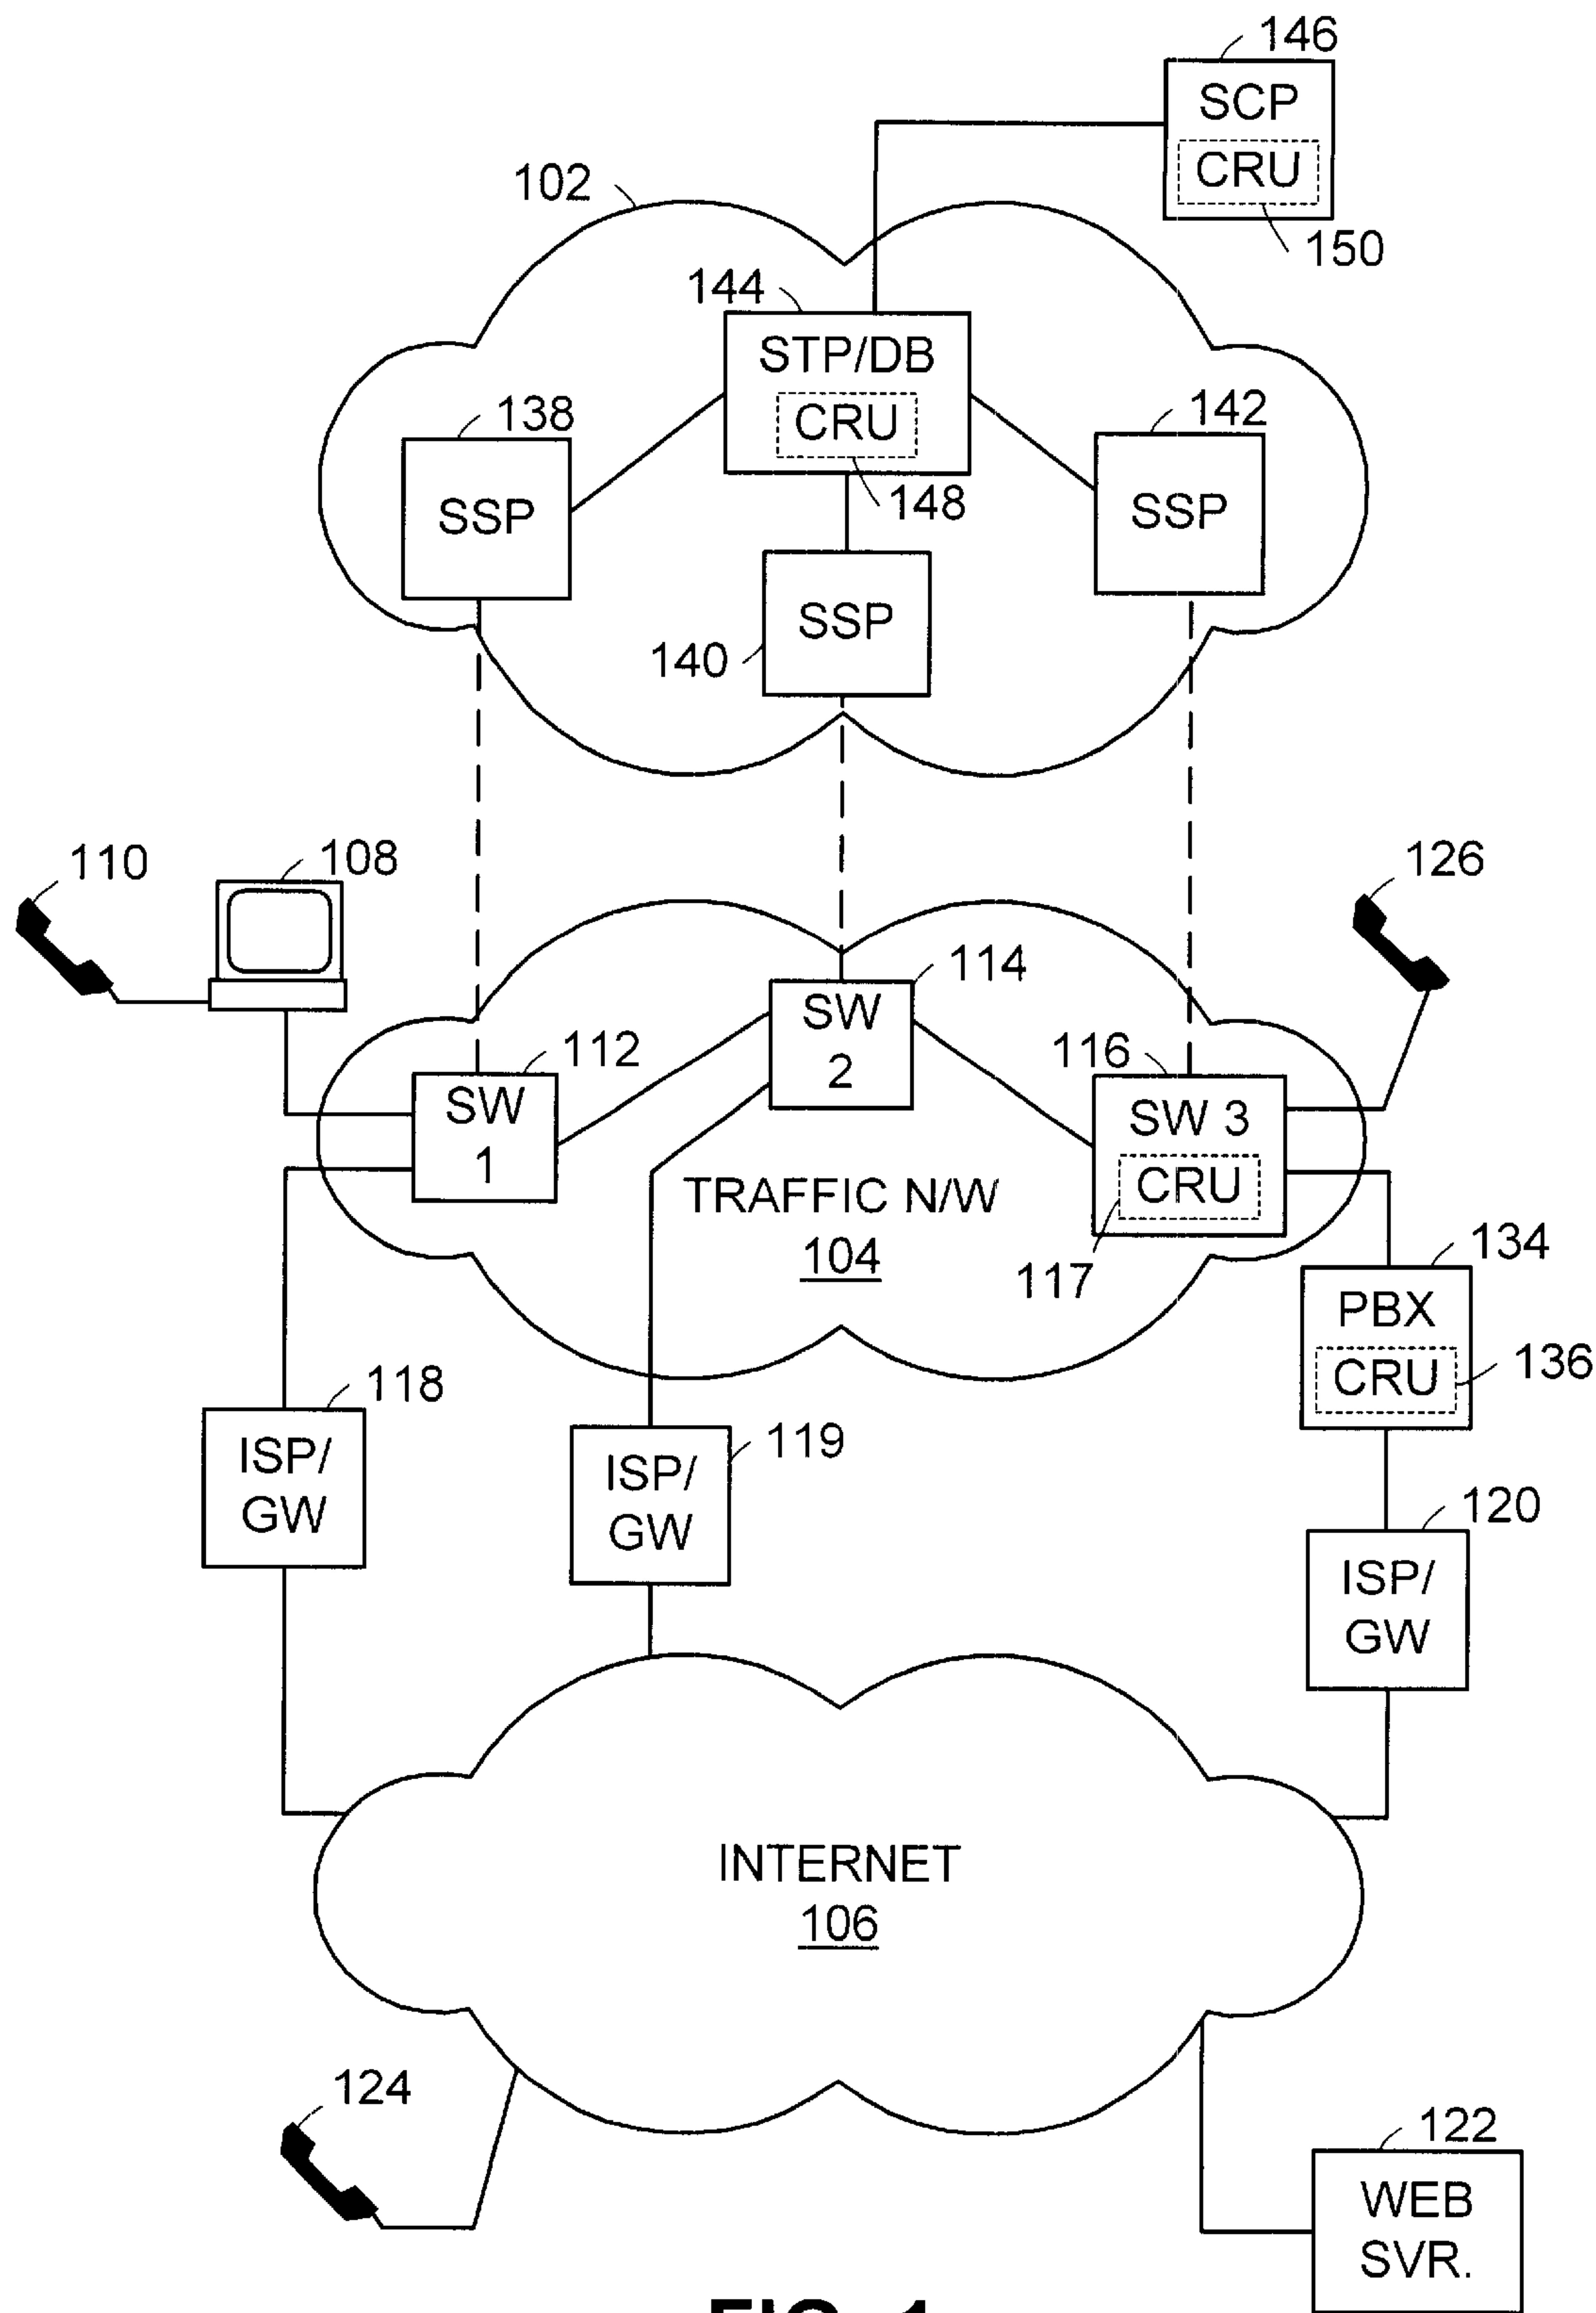 146
SCP
CRU
150
102
144
STP/DB
CRU
148
138
SSP
142
SSP
SSP
140
110
108
126
114
SW
2
112
SW
1
116
SW 3
CRU
117
TRAFFIC N/W
104
134
PBX
CRU
136
118
ISP/
GW
119
ISP/
GW
120
ISP/
GW
INTERNET
106
124
122
WEB
SVR.